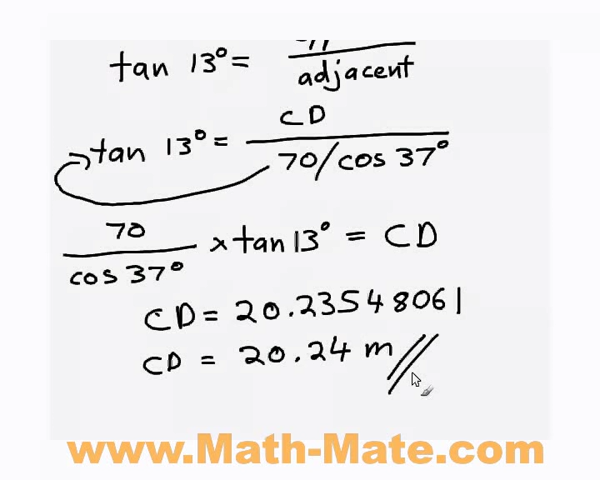 tan 13° = 
adjacent
tan 13° = CD / 70/cos 37°
70 / cos 37° × tan 13° = CD
CD = 20.23548061
CD = 20.24 m //
www.Math-Mate.com